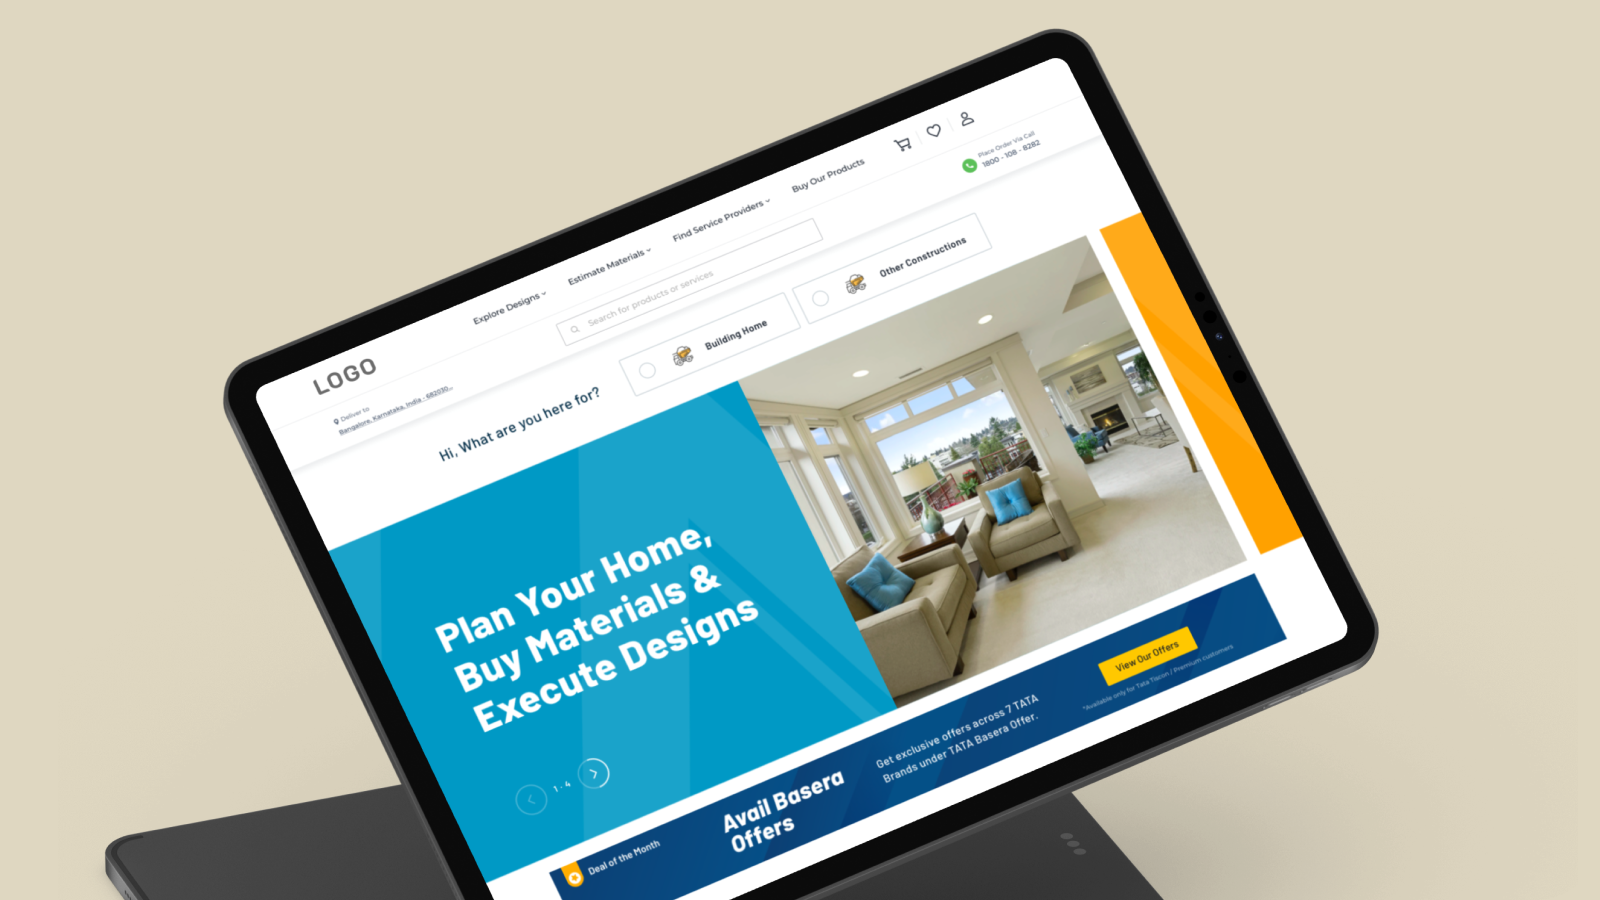 LOGO
Explore Designs
Estimate Materials
Find Service Providers
Buy Our Products
Deliver to
Bangalore, Karnataka, India - 682030...
Search for products or services
Place Order Via Call
1800 - 108 - 8282
Hi, What are you here for?
Building Home
Other Constructions
Plan Your Home,
Buy Materials &
Execute Designs
1 - 4
Deal of the Month
Avail Basera
Offers
Get exclusive offers across 7 TATA
Brands under TATA Basera Offer.
View Our Offers
*Available only for Tata Tiscon / Premium customers